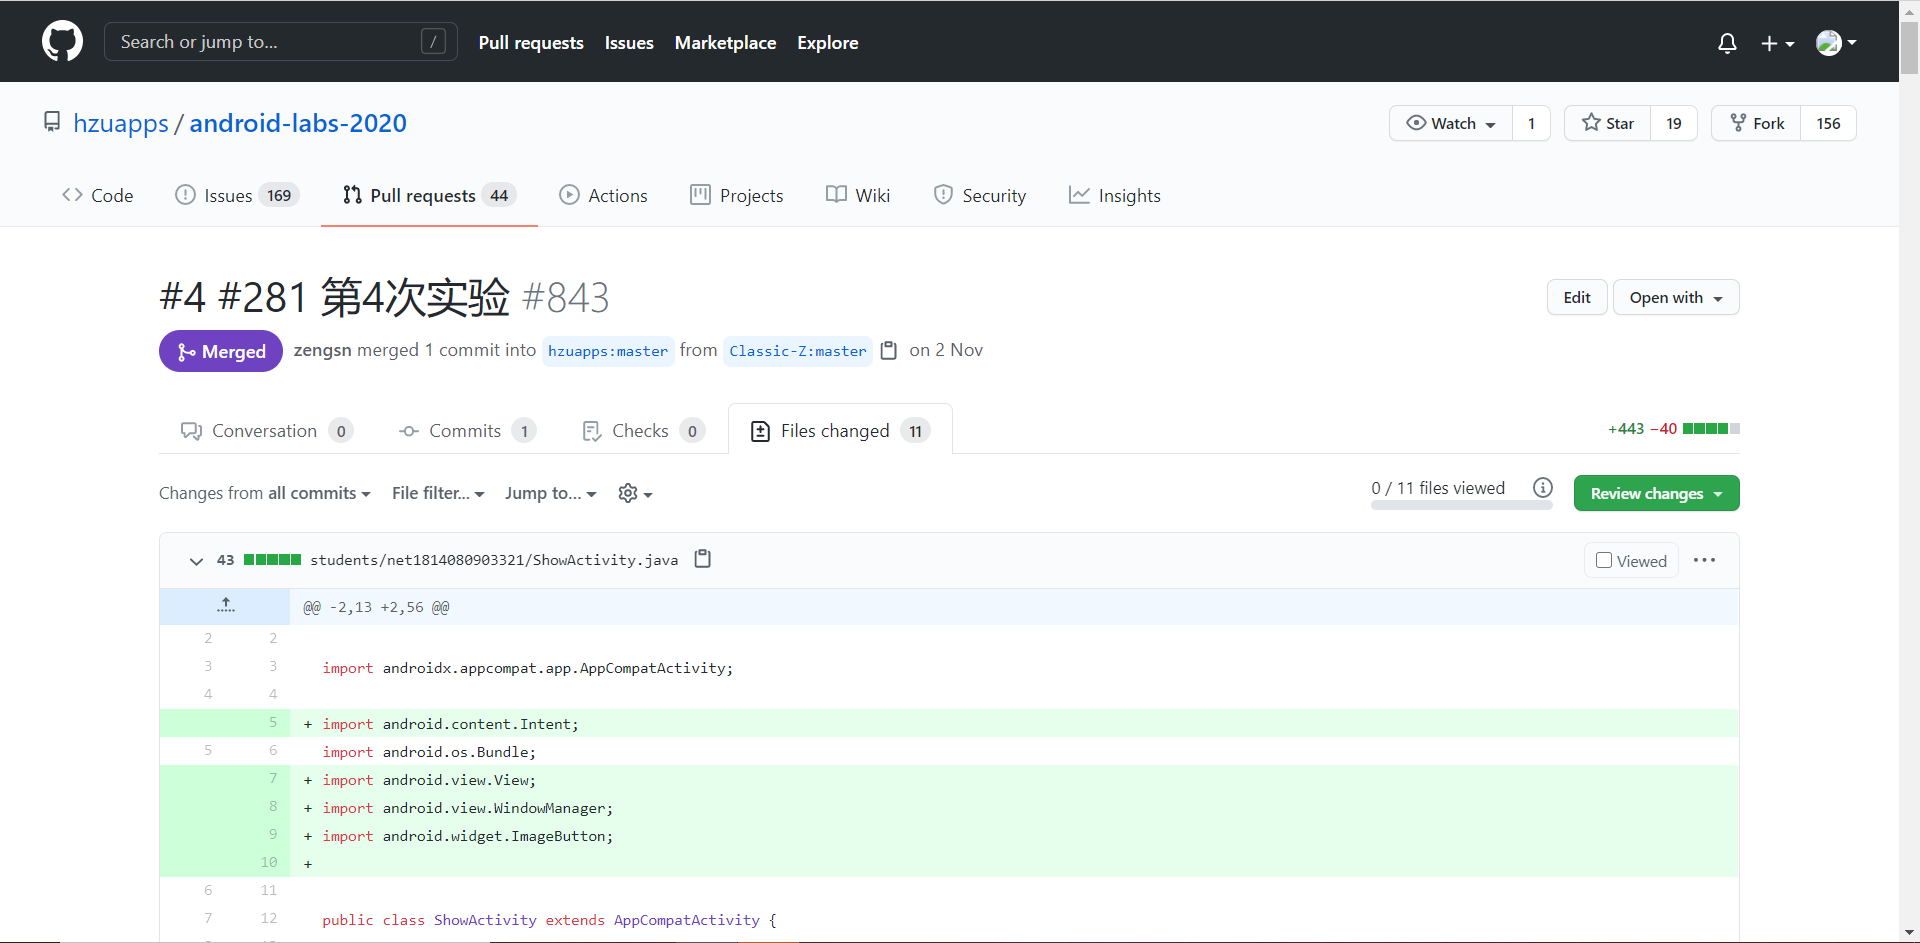 Search or jump to... /
Pull requests Issues Marketplace Explore
hzuapps / android-labs-2020
Watch 1 Star 19 Fork 156
Code Issues 169 Pull requests 44 Actions Projects Wiki Security Insights
#4 #281 第4次实验 #843
Edit Open with
Merged zengsn merged 1 commit into hzuapps:master from Classic-Z:master on 2 Nov
Conversation 0 Commits 1 Checks 0 Files changed 11
+443 −40
Changes from all commits File filter... Jump to...
0 / 11 files viewed Review changes
43 students/net1814080903321/ShowActivity.java Viewed
@@ -2,13 +2,56 @@
2 2
3 3 import androidx.appcompat.app.AppCompatActivity;
4 4
5 + import android.content.Intent;
5 6 import android.os.Bundle;
7 + import android.view.View;
8 + import android.view.WindowManager;
9 + import android.widget.ImageButton;
10 +
6 11
7 12 public class ShowActivity extends AppCompatActivity {